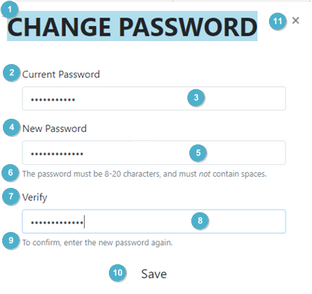 1 CHANGE PASSWORD 11 ×
2 Current Password
••••••••••• 3
4 New Password
••••••••••••• 5
6 The password must be 8-20 characters, and must not contain spaces.
7 Verify
••••••••••••• 8
9 To confirm, enter the new password again.
10 Save